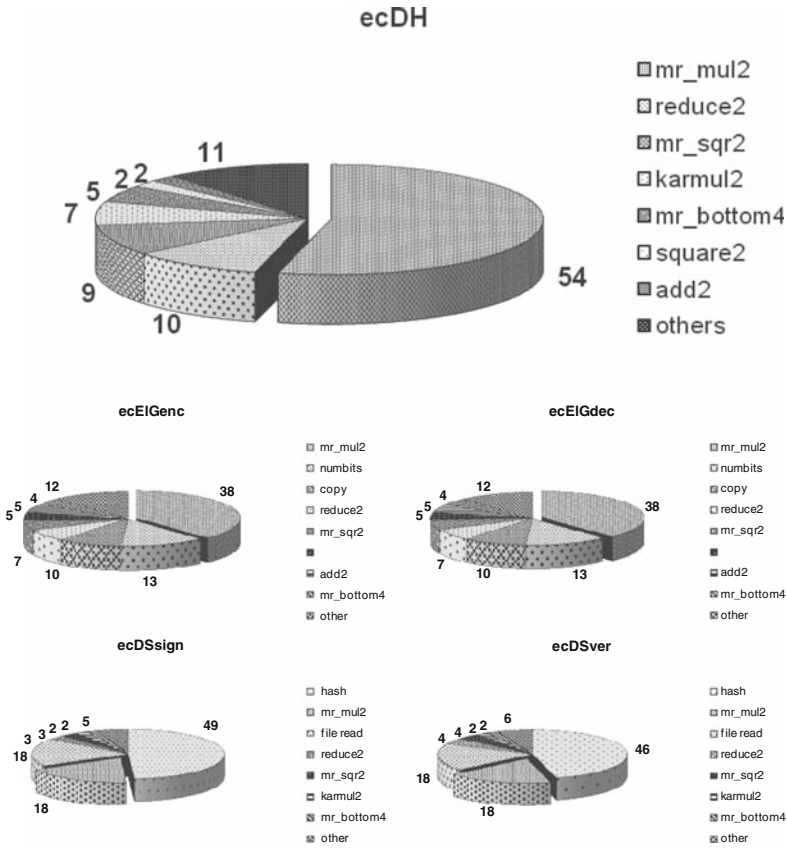 ecDH
mr_mul2
reduce2
mr_sqr2
karmul2
mr_bottom4
square2
add2
others
11
2
2
5
7
9
10
54
ecElGenc
mr_mul2
numbits
copy
reduce2
mr_sqr2
add2
mr_bottom4
other
12
4
5
5
7
10
13
38
ecElGdec
mr_mul2
numbits
copy
reduce2
mr_sqr2
add2
mr_bottom4
other
12
4
5
5
7
10
13
38
ecDSsign
hash
mr_mul2
file read
reduce2
mr_sqr2
karmul2
mr_bottom4
other
5
2
2
3
3
18
18
49
ecDSver
hash
mr_mul2
file read
reduce2
mr_sqr2
karmul2
mr_bottom4
other
6
2
2
4
4
18
18
46